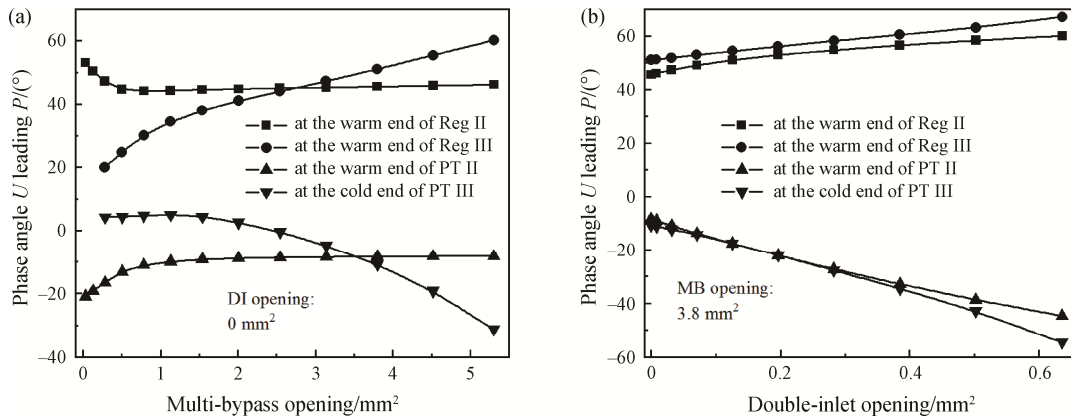 (a)
Phase angle U leading P/(°)
60
40
20
0
–20
–40
at the warm end of Reg II
at the warm end of Reg III
at the warm end of PT II
at the cold end of PT III
DI opening:
0 mm²
0 1 2 3 4 5
Multi-bypass opening/mm²
(b)
Phase angle U leading P/(°)
60
40
20
0
–20
–40
–60
at the warm end of Reg II
at the warm end of Reg III
at the warm end of PT II
at the cold end of PT III
MB opening:
3.8 mm²
0 0.2 0.4 0.6
Double-inlet opening/mm²